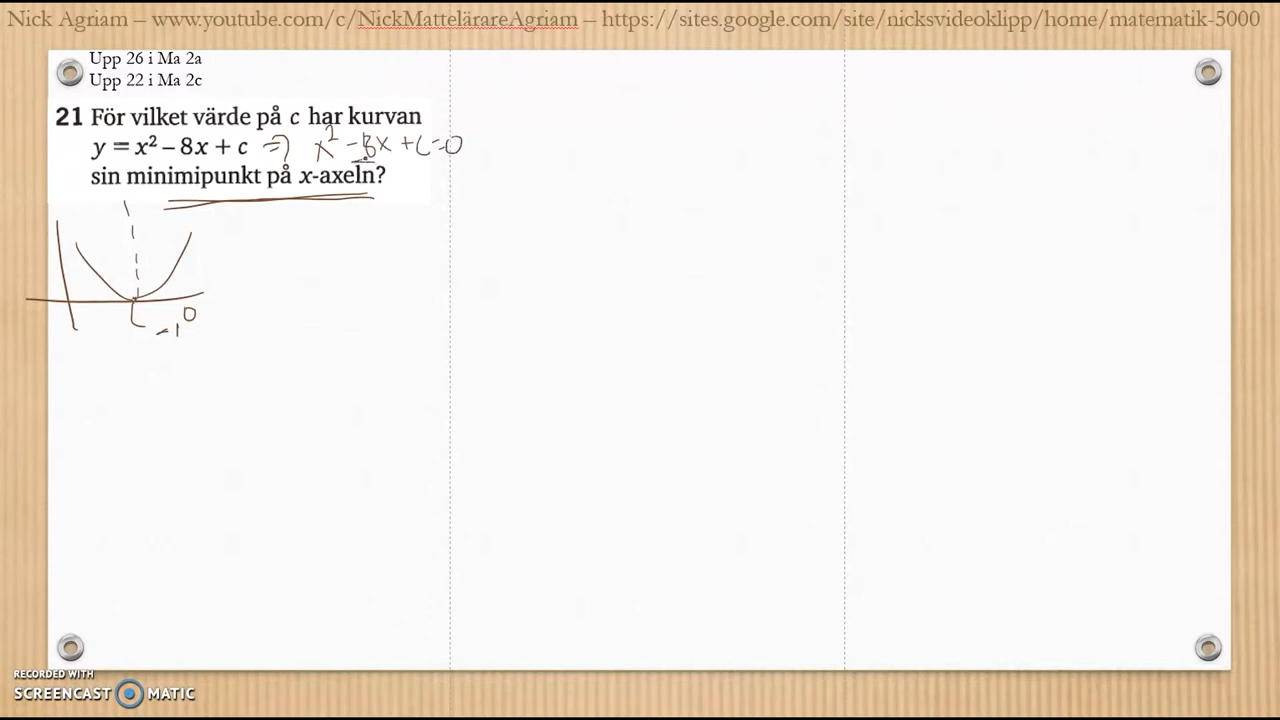 Nick Agriam – www.youtube.com/c/NickMattelärareAgriam – https://sites.google.com/site/nicksvideoklipp/home/matematik-5000
Upp 26 i Ma 2a
Upp 22 i Ma 2c
21 För vilket värde på c har kurvan
y = x² – 8x + c ⇒ x² – 8x + c = 0
sin minimipunkt på x-axeln?
0
RECORDED WITH
SCREENCAST MATIC